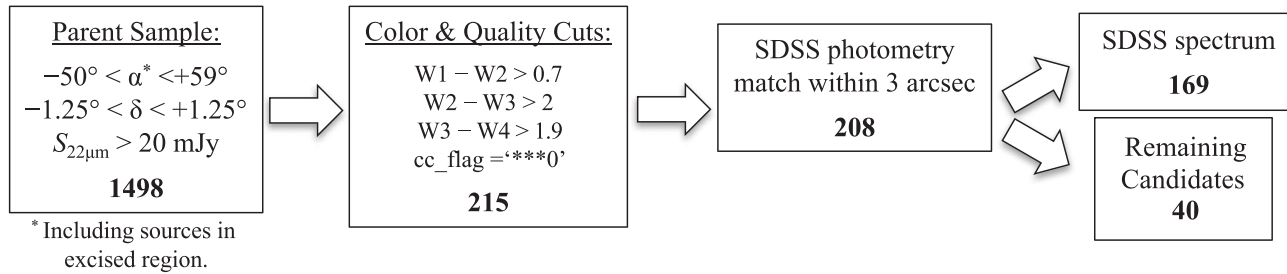 Parent Sample:
−50° < α* <+59°
−1.25° < δ < +1.25°
S22μm > 20 mJy
1498
* Including sources in
excised region.
Color & Quality Cuts:
W1 − W2 > 0.7
W2 − W3 > 2
W3 − W4 > 1.9
cc_flag =‘***0’
215
SDSS photometry
match within 3 arcsec
208
SDSS spectrum
169
Remaining
Candidates
40